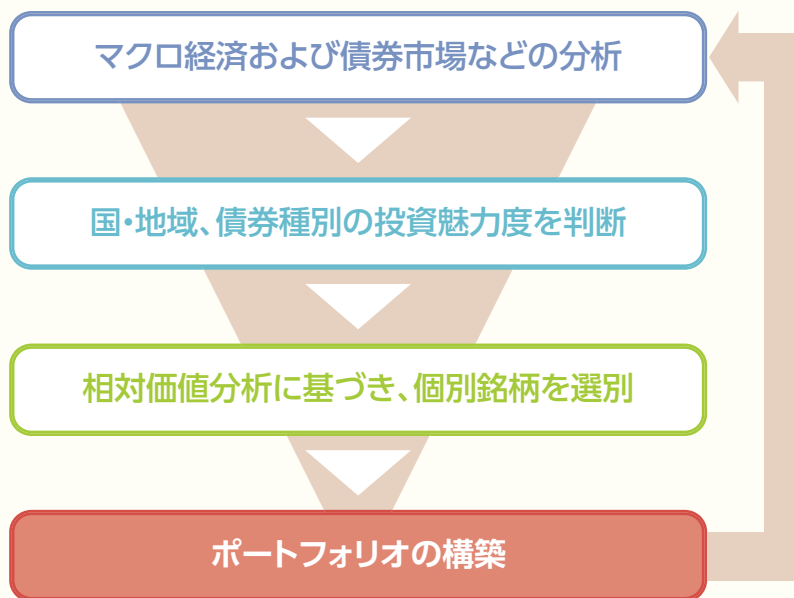 マクロ経済および債券市場などの分析
国・地域、債券種別の投資魅力度を判断
相対価値分析に基づき、個別銘柄を選別
ポートフォリオの構築